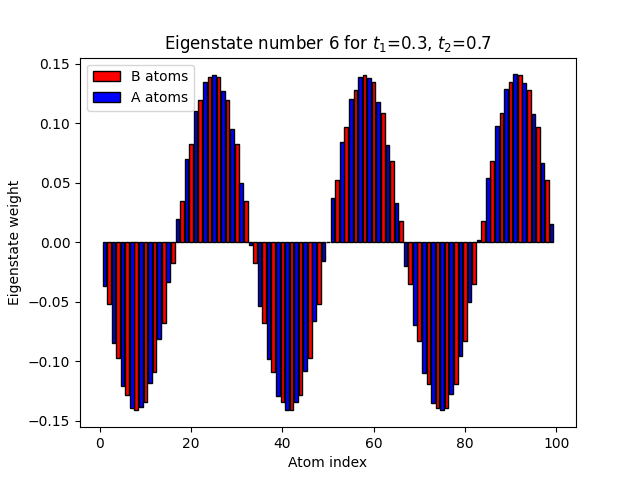 Eigenstate number 6 for t₁=0.3, t₂=0.7
B atoms
A atoms
Eigenstate weight
0.15
0.10
0.05
0.00
−0.05
−0.10
−0.15
0 20 40 60 80 100
Atom index